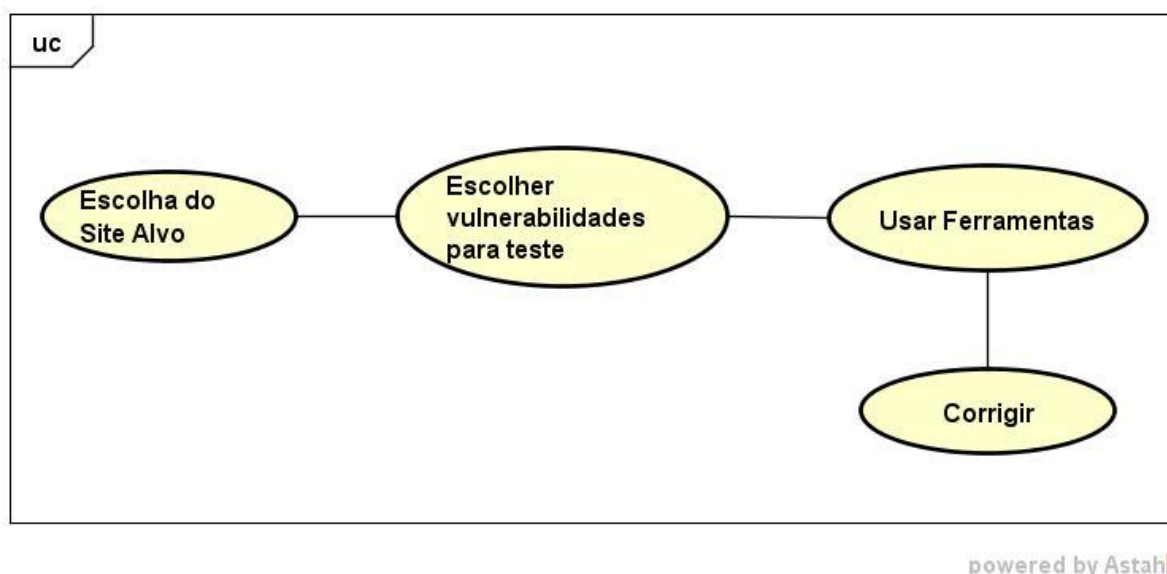 uc
Escolha do
Site Alvo
Escolher
vulnerabilidades
para teste
Usar Ferramentas
Corrigir
powered by Astah